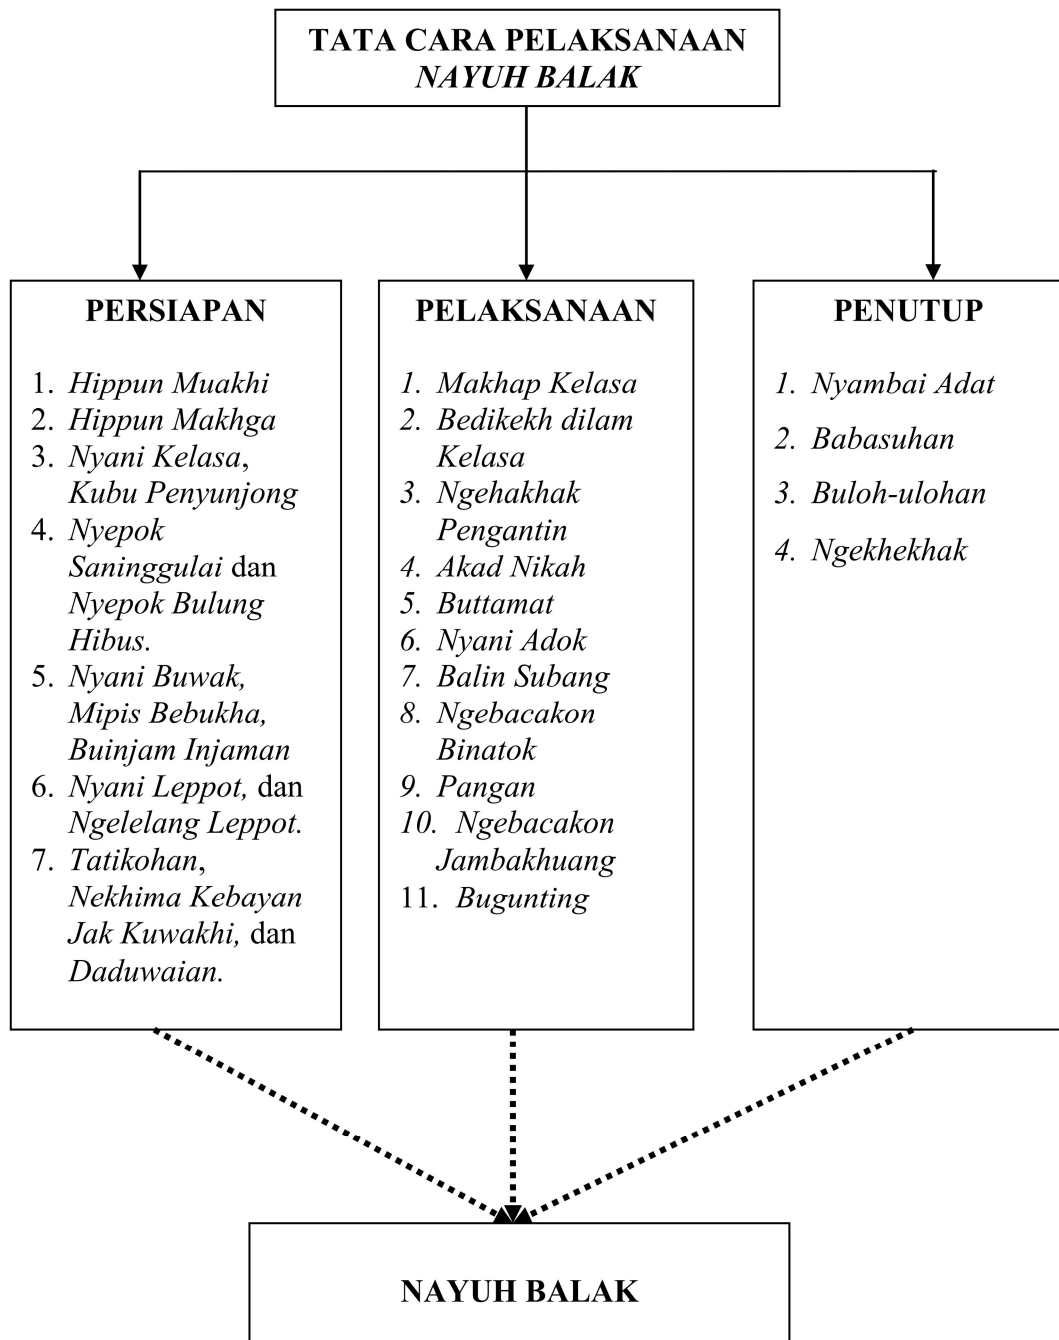 TATA CARA PELAKSANAAN
NAYUH BALAK
PERSIAPAN
1. Hippun Muakhi
2. Hippun Makhga
3. Nyani Kelasa,
Kubu Penyunjong
4. Nyepok
Saninggulai dan
Nyepok Bulung
Hibus.
5. Nyani Buwak,
Mipis Bebukha,
Buinjam Injaman
6. Nyani Leppot, dan
Ngelelang Leppot.
7. Tatikohan,
Nekhima Kebayan
Jak Kuwakhi, dan
Daduwaian.
PELAKSANAAN
1. Makhap Kelasa
2. Bedikekh dilam
Kelasa
3. Ngehakhak
Pengantin
4. Akad Nikah
5. Buttamat
6. Nyani Adok
7. Balin Subang
8. Ngebacakon
Binatok
9. Pangan
10. Ngebacakon
Jambakhuang
11. Bugunting
PENUTUP
1. Nyambai Adat
2. Babasuhan
3. Buloh-ulohan
4. Ngekhekhak
NAYUH BALAK